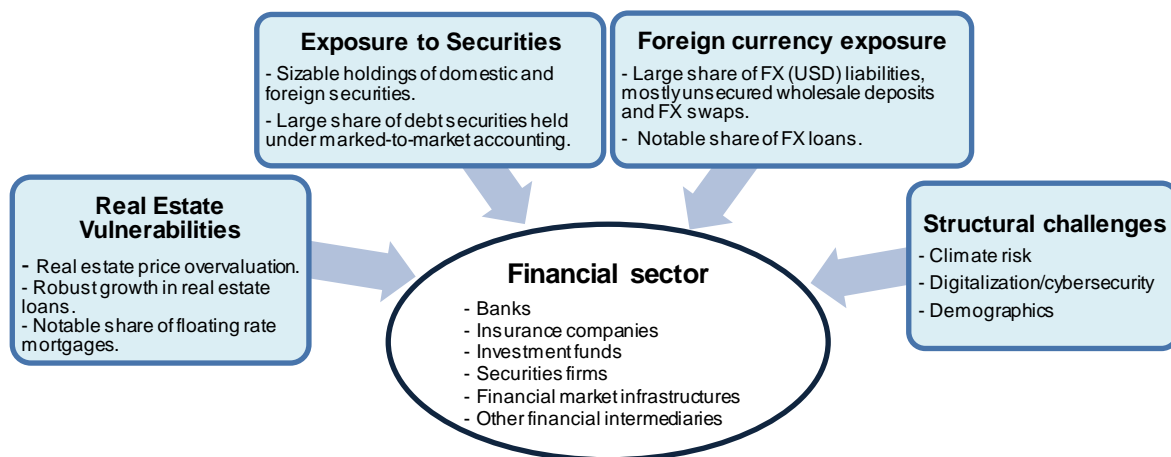 Exposure to Securities
- Sizable holdings of domestic and
foreign securities.
- Large share of debt securities held
under marked-to-market accounting.
Foreign currency exposure
- Large share of FX (USD) liabilities,
mostly unsecured wholesale deposits
and FX swaps.
- Notable share of FX loans.
Real Estate
Vulnerabilities
- Real estate price overvaluation.
- Robust growth in real estate
loans.
- Notable share of floating rate
mortgages.
Structural challenges
- Climate risk
- Digitalization/cybersecurity
- Demographics
Financial sector
- Banks
- Insurance companies
- Investment funds
- Securities firms
- Financial market infrastructures
- Other financial intermediaries